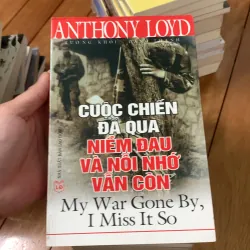 ANTHONY LOYD
CUỘC CHIẾN
ĐÃ QUA
NIỀM ĐAU
VÀ NỖI NHỚ
VẪN CÒN
My War Gone By,
I Miss It So